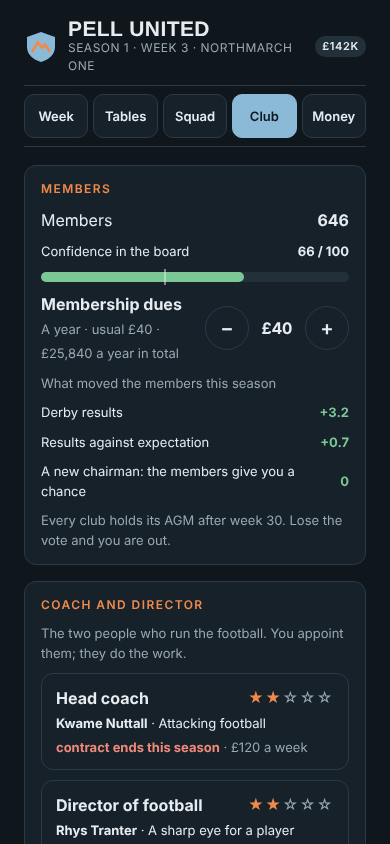 PELL UNITED
SEASON 1 · WEEK 3 · NORTHMARCH
ONE
£142K
Week
Tables
Squad
Club
Money
MEMBERS
Members 646
Confidence in the board 66 / 100
Membership dues
A year · usual £40 ·
£25,840 a year in total
− £40 +
What moved the members this season
Derby results +3.2
Results against expectation +0.7
A new chairman: the members give you a
chance 0
Every club holds its AGM after week 30. Lose the
vote and you are out.
COACH AND DIRECTOR
The two people who run the football. You appoint
them; they do the work.
Head coach ★★☆☆☆
Kwame Nuttall · Attacking football
contract ends this season · £120 a week
Director of football ★★☆☆☆
Rhys Tranter · A sharp eye for a player